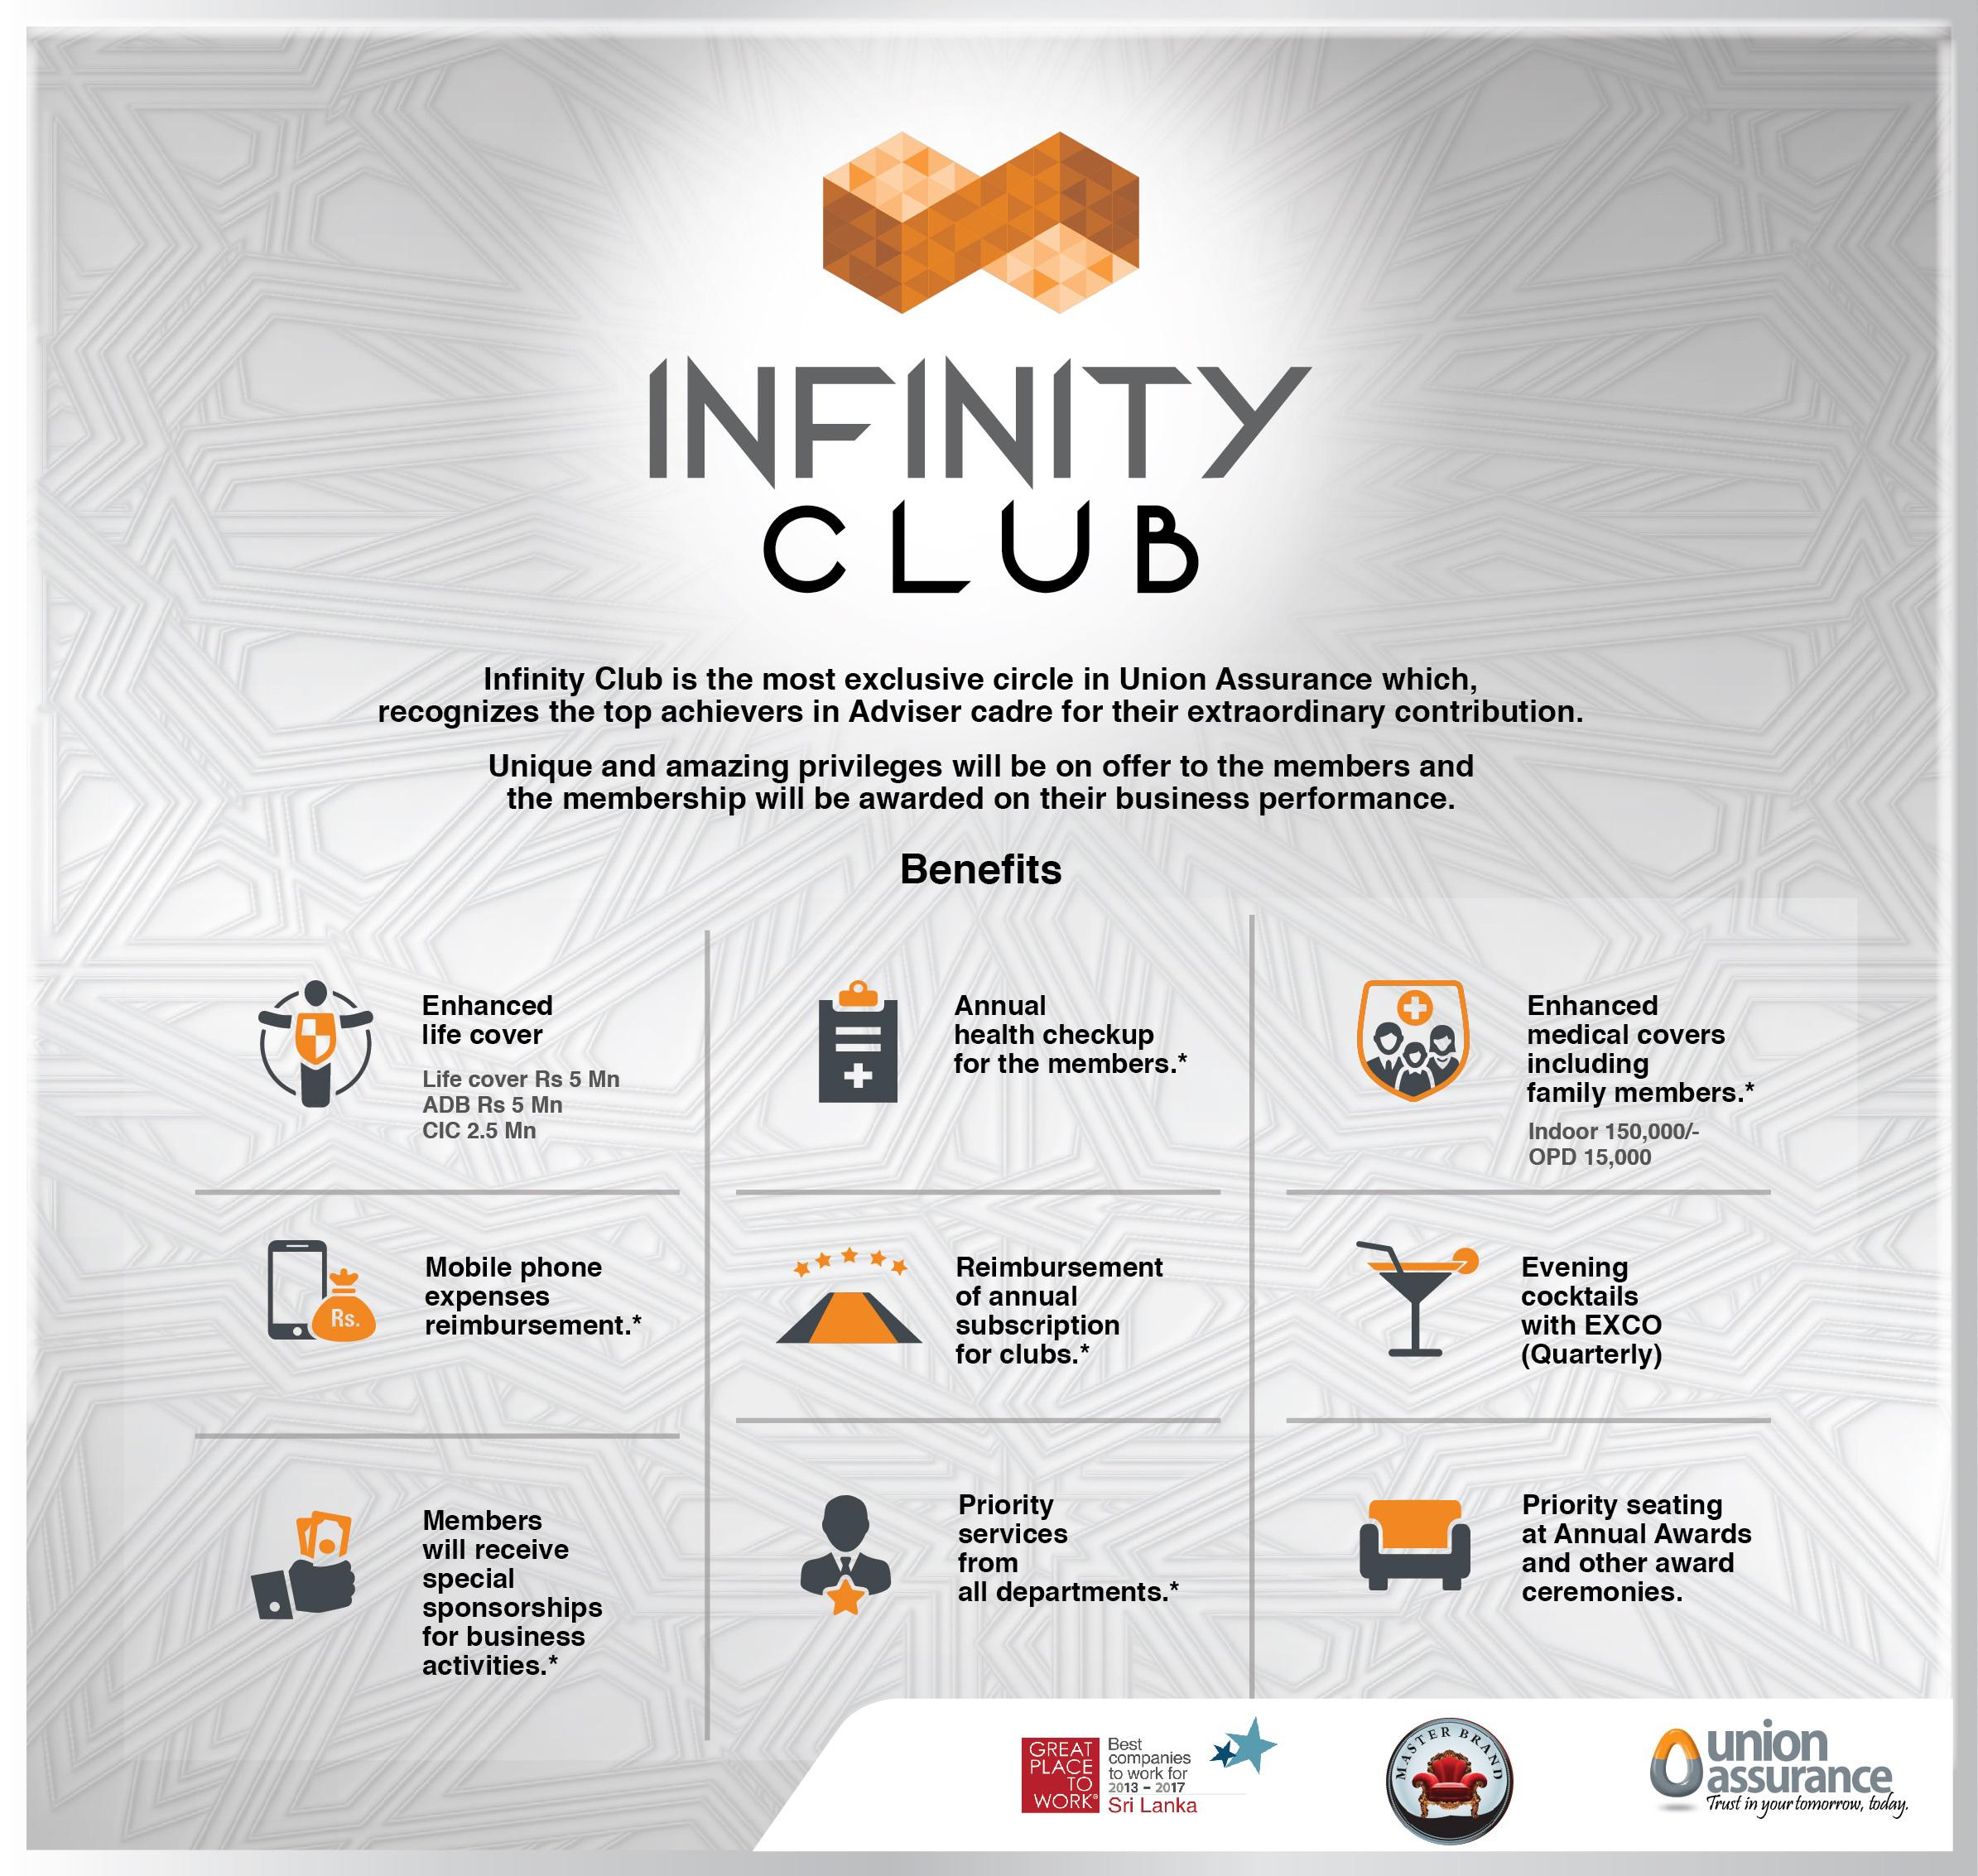 INFINITY
CLUB
Infinity Club is the most exclusive circle in Union Assurance which,
recognizes the top achievers in Adviser cadre for their extraordinary contribution.
Unique and amazing privileges will be on offer to the members and
the membership will be awarded on their business performance.
Benefits
Enhanced
life cover
Life cover Rs 5 Mn
ADB Rs 5 Mn
CIC 2.5 Mn
Annual
health checkup
for the members.*
Enhanced
medical covers
including
family members.*
Indoor 150,000/-
OPD 15,000
Rs.
Mobile phone
expenses
reimbursement.*
Reimbursement
of annual
subscription
for clubs.*
Evening
cocktails
with EXCO
(Quarterly)
Members
will receive
special
sponsorships
for business
activities.*
Priority
services
from
all departments.*
Priority seating
at Annual Awards
and other award
ceremonies.
GREAT
PLACE
TO
WORK®
Best
companies
to work for
2013 - 2017
Sri Lanka
MASTER BRAND
union
assurance
Trust in your tomorrow, today.